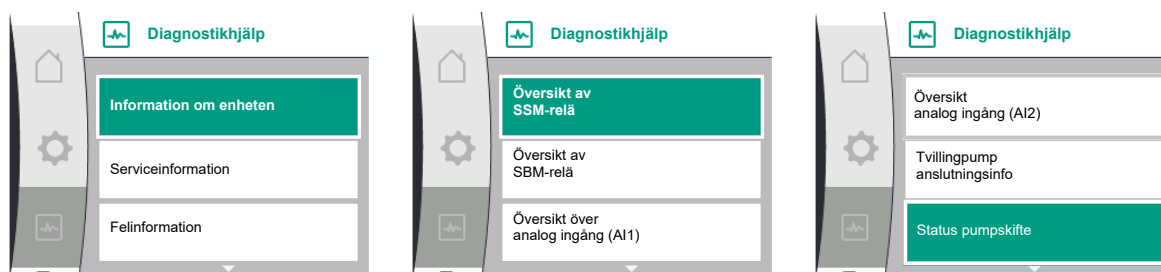 Diagnostikhjälp
Information om enheten
Serviceinformation
Felinformation
Diagnostikhjälp
Översikt av
SSM-relä
Översikt av
SBM-relä
Översikt över
analog ingång (AI1)
Diagnostikhjälp
Översikt
analog ingång (AI2)
Tvillingpump
anslutningsinfo
Status pumpskifte